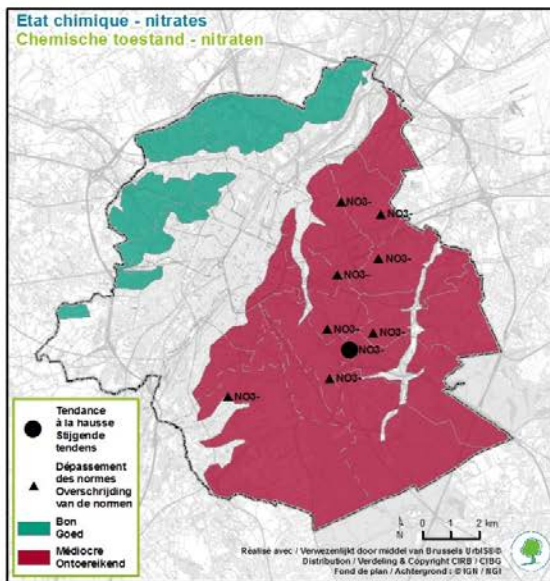 Etat chimique - nitrates
Chemische toestand - nitraten
NO3-
NO3-
NO3-
NO3-
NO3-
NO3-
NO3-
NO3-
NO3-
Tendance
à la hausse
Stijgende
tendens
Dépassement
des normes
Overschrijding
van de normen
Bon
Goed
Médiocre
Ontoereikend
N
0 1 2 km
Réalisé avec / Verwezenlijkt door middel van Brussels UrbIS®©
Distribution / Verdeling & Copyright CIRB / CIBG
Fond de plan / Achtergrond : © IGN / NGI